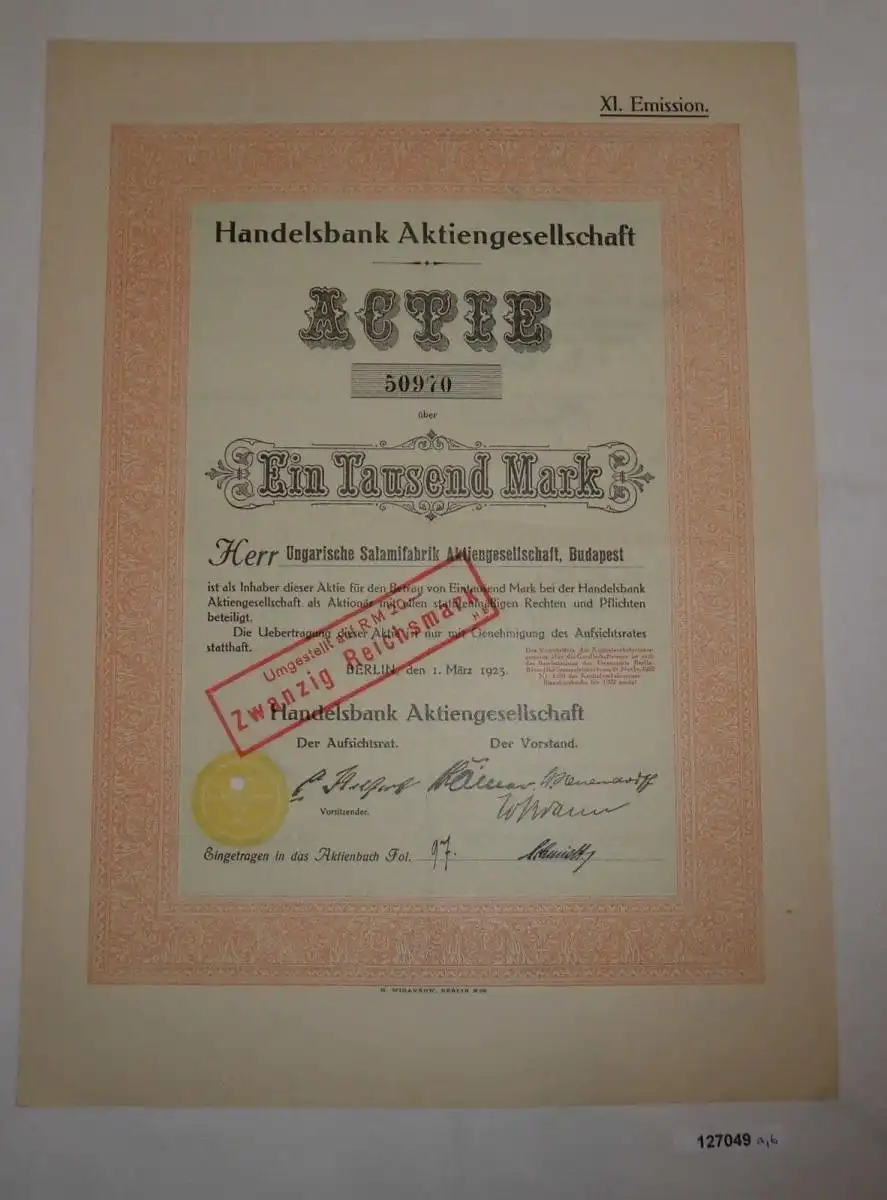 XI. Emission.
Handelsbank Aktiengesellschaft
ACTIE
50970
über
Ein Tausend Mark
Herr Ungarische Salamifabrik Aktiengesellschaft, Budapest
ist als Inhaber dieser Aktie für den Betrag von Eintausend Mark bei der Handelsbank
Aktiengesellschaft als Aktionär mit allen statutenmäßigen Rechten und Pflichten
beteiligt.
Die Uebertragung dieser Aktie ist nur mit Genehmigung des Aufsichtsrates
statthaft.
Umgestellt auf RM 20.–
Zwanzig Reichsmark
BERLIN, den 1. März 1923.
Handelsbank Aktiengesellschaft
Der Aufsichtsrat. Der Vorstand.
Vorsitzender.
Eingetragen in das Aktienbuch Fol. 97.
127049 a,b